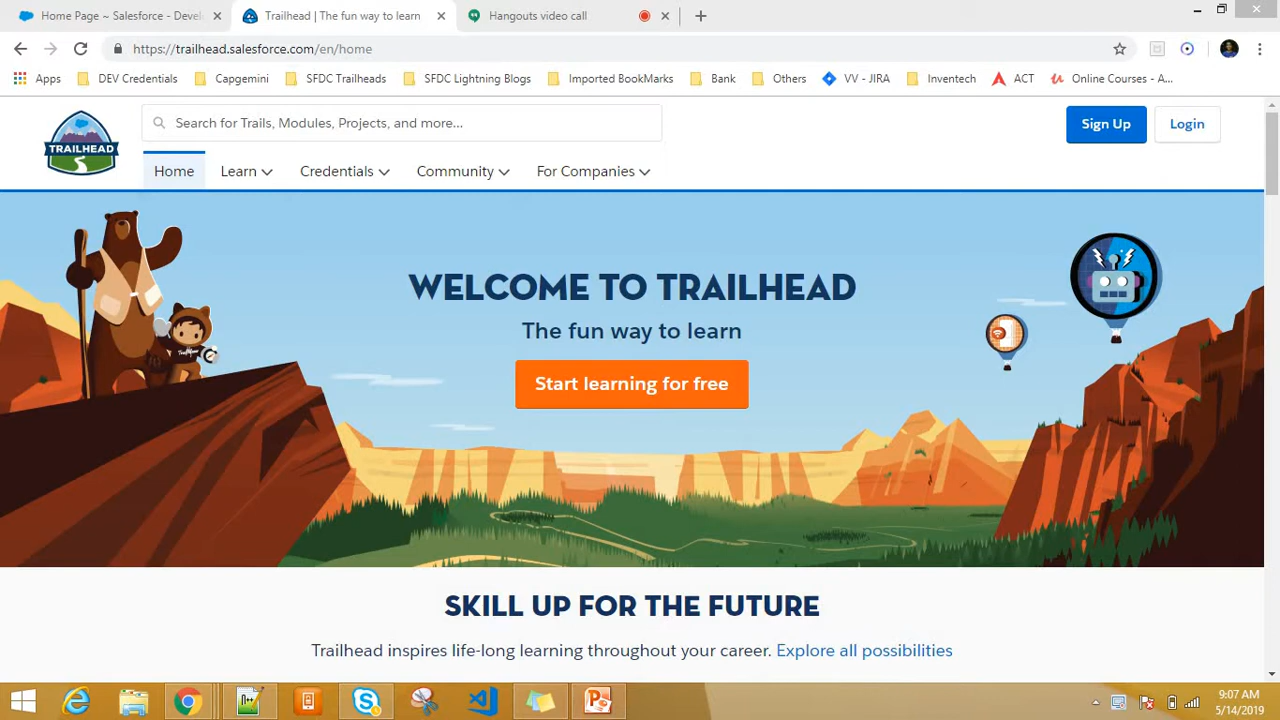 Home Page ~ Salesforce - Develo
Trailhead | The fun way to learn
Hangouts video call
https://trailhead.salesforce.com/en/home
Apps
DEV Credentials
Capgemini
SFDC Trailheads
SFDC Lightning Blogs
Imported BookMarks
Bank
Others
VV - JIRA
Inventech
ACT
Online Courses - A...
TRAILHEAD
Search for Trails, Modules, Projects, and more...
Sign Up
Login
Home
Learn
Credentials
Community
For Companies
WELCOME TO TRAILHEAD
The fun way to learn
Start learning for free
SKILL UP FOR THE FUTURE
Trailhead inspires life-long learning throughout your career. Explore all possibilities
9:07 AM
5/14/2019